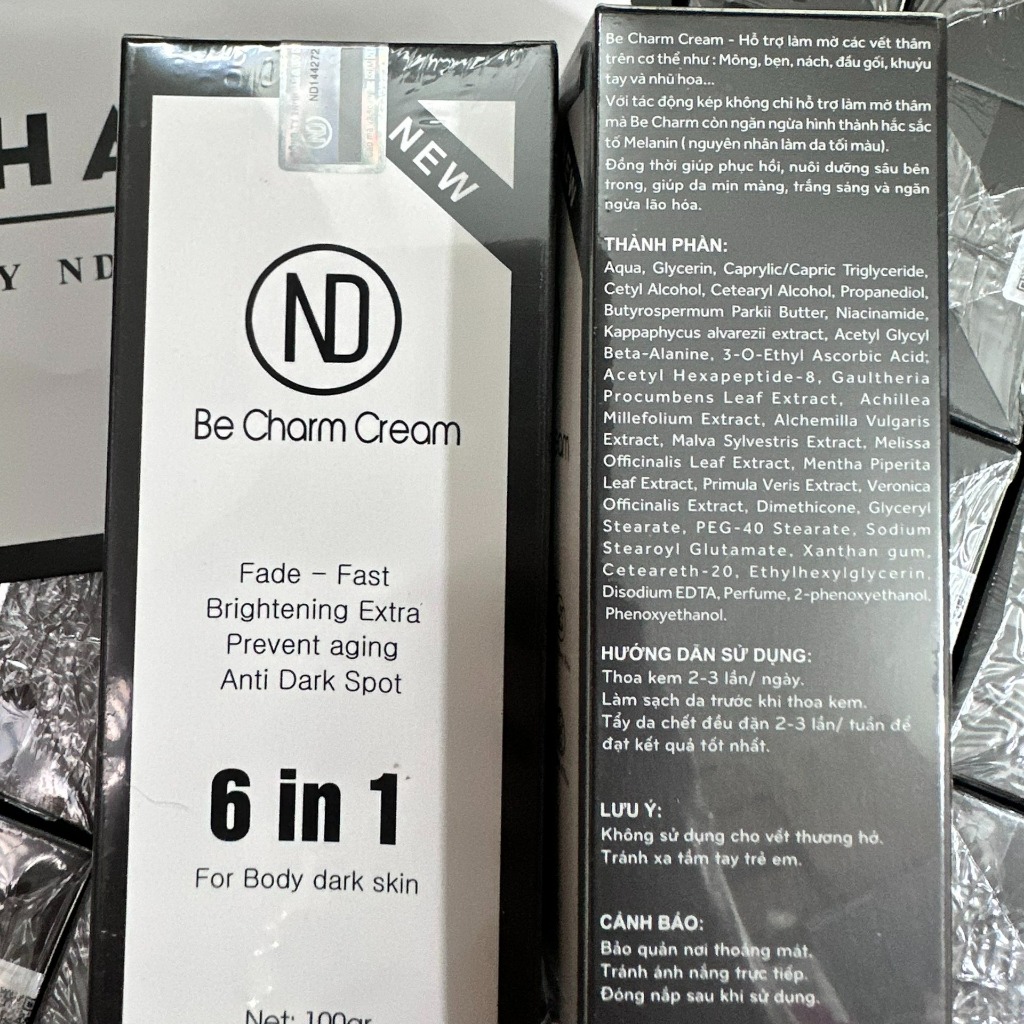 HA
Y ND
ND144272
ND
NEW
ND
Be Charm Cream
Fade – Fast
Brightening Extra
Prevent aging
Anti Dark Spot
6 in 1
For Body dark skin
Net: 100gr
Be Charm Cream - Hỗ trợ làm mờ các vết thâm
trên cơ thể như : Mông, bẹn, nách, đầu gối, khuỷu
tay và nhũ hoa...
Với tác động kép không chỉ hỗ trợ làm mờ thâm
mà Be Charm còn ngăn ngừa hình thành hắc sắc
tố Melanin ( nguyên nhân làm da tối màu).
Đồng thời giúp phục hồi, nuôi dưỡng sâu bên
trong, giúp da mịn màng, trắng sáng và ngăn
ngừa lão hóa.
THÀNH PHẦN:
Aqua, Glycerin, Caprylic/Capric Triglyceride,
Cetyl Alcohol, Cetearyl Alcohol, Propanediol,
Butyrospermum Parkii Butter, Niacinamide,
Kappaphycus alvarezii extract, Acetyl Glycyl
Beta-Alanine, 3-O-Ethyl Ascorbic Acid;
Acetyl Hexapeptide-8, Gaultheria
Procumbens Leaf Extract, Achillea
Millefolium Extract, Alchemilla Vulgaris
Extract, Malva Sylvestris Extract, Melissa
Officinalis Leaf Extract, Mentha Piperita
Leaf Extract, Primula Veris Extract, Veronica
Officinalis Extract, Dimethicone, Glyceryl
Stearate, PEG-40 Stearate, Sodium
Stearoyl Glutamate, Xanthan gum,
Ceteareth-20, Ethylhexylglycerin,
Disodium EDTA, Perfume, 2-phenoxyethanol,
Phenoxyethanol.
HƯỚNG DẪN SỬ DỤNG:
Thoa kem 2-3 lần/ ngày.
Làm sạch da trước khi thoa kem.
Tẩy da chết đều đặn 2-3 lần/ tuần để
đạt kết quả tốt nhất.
LƯU Ý:
Không sử dụng cho vết thương hở.
Tránh xa tầm tay trẻ em.
CẢNH BÁO:
Bảo quản nơi thoáng mát.
Tránh ánh nắng trực tiếp.
Đóng nắp sau khi sử dụng.